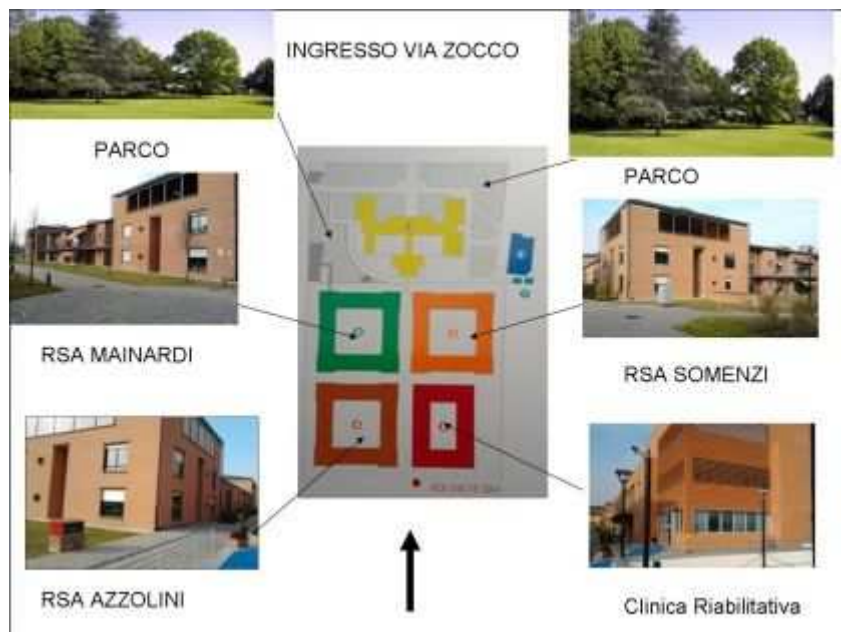 INGRESSO VIA ZOCCO
PARCO
PARCO
RSA MAINARDI
RSA SOMENZI
RSA AZZOLINI
Clinica Riabilitativa